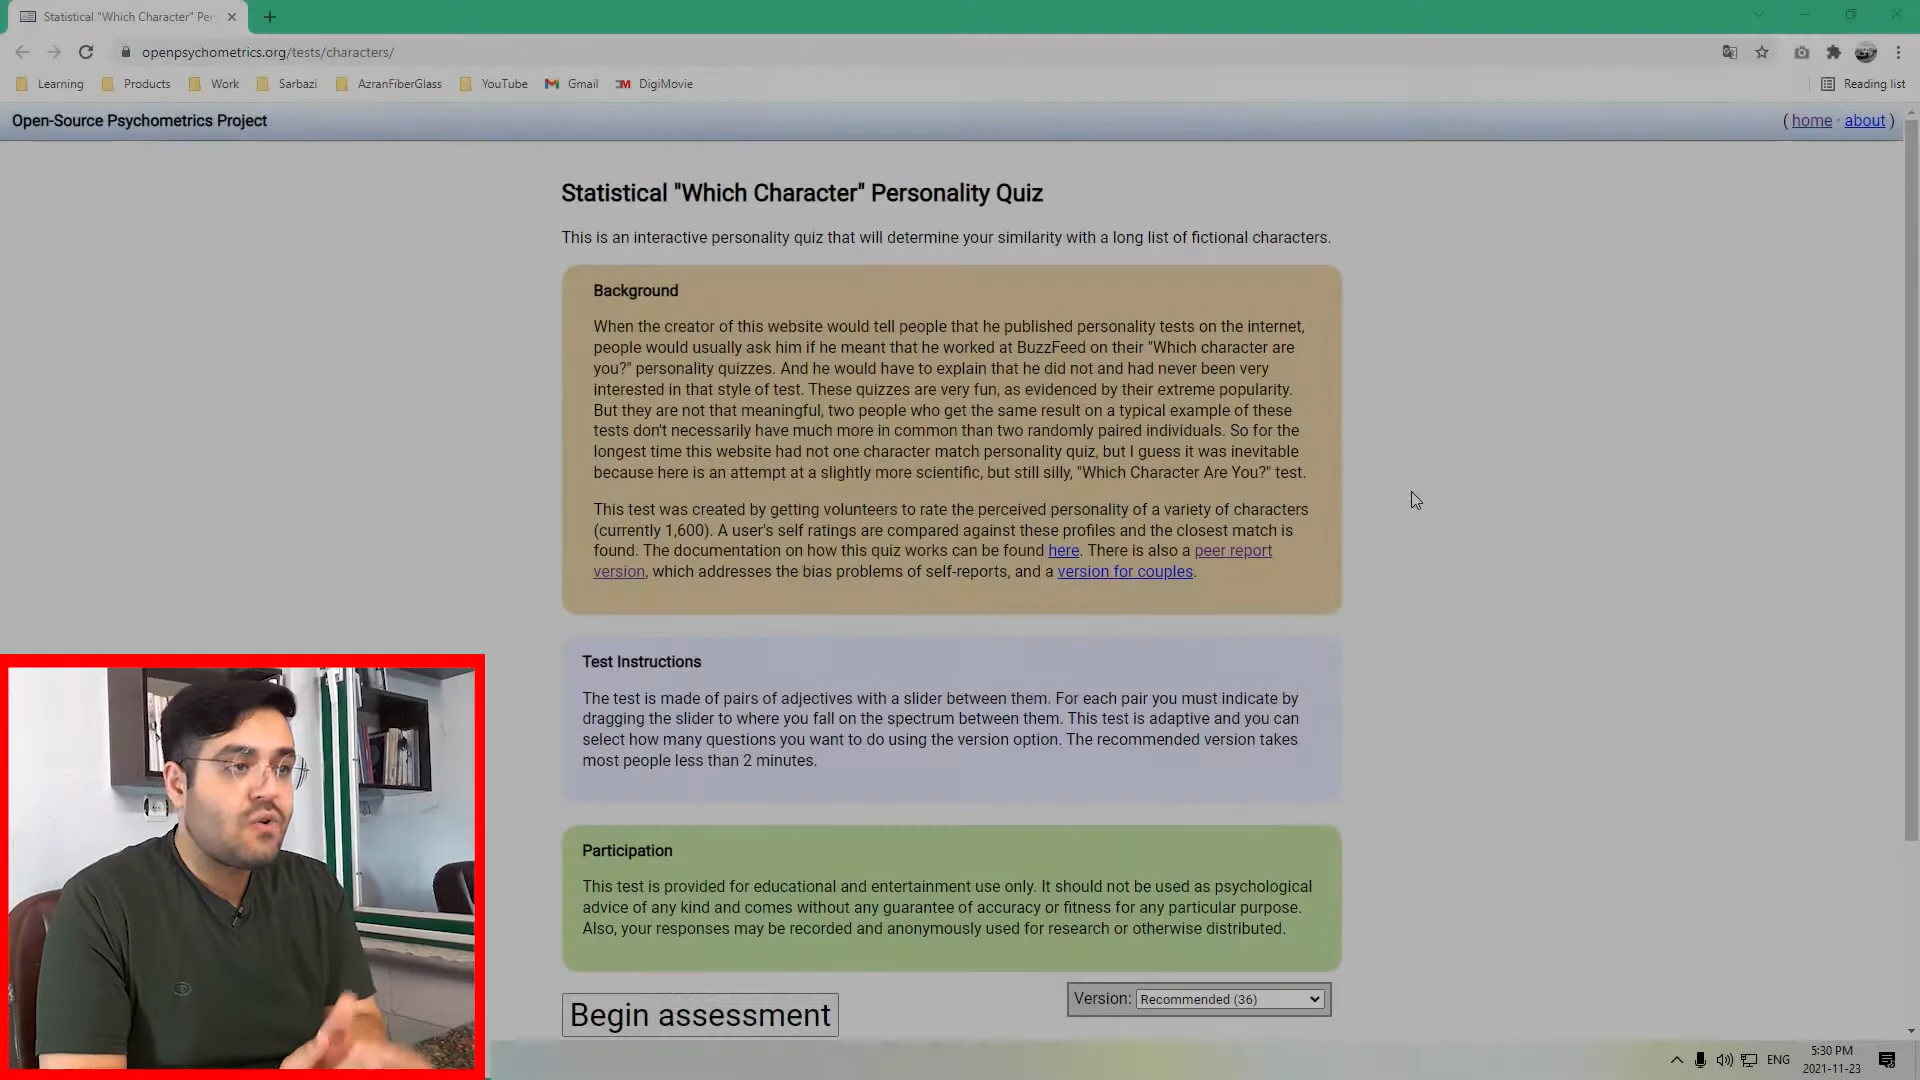 Statistical "Which Character" Per
openpsychometrics.org/tests/characters/
Learning
Products
Work
Sarbazi
AzranFiberGlass
YouTube
Gmail
DigiMovie
Reading list
Open-Source Psychometrics Project
( home · about )
Statistical "Which Character" Personality Quiz
This is an interactive personality quiz that will determine your similarity with a long list of fictional characters.
Background
When the creator of this website would tell people that he published personality tests on the internet,
people would usually ask him if he meant that he worked at BuzzFeed on their "Which character are
you?" personality quizzes. And he would have to explain that he did not and had never been very
interested in that style of test. These quizzes are very fun, as evidenced by their extreme popularity.
But they are not that meaningful, two people who get the same result on a typical example of these
tests don't necessarily have much more in common than two randomly paired individuals. So for the
longest time this website had not one character match personality quiz, but I guess it was inevitable
because here is an attempt at a slightly more scientific, but still silly, "Which Character Are You?" test.
This test was created by getting volunteers to rate the perceived personality of a variety of characters
(currently 1,600). A user's self ratings are compared against these profiles and the closest match is
found. The documentation on how this quiz works can be found here. There is also a peer report
version, which addresses the bias problems of self-reports, and a version for couples.
Test Instructions
The test is made of pairs of adjectives with a slider between them. For each pair you must indicate by
dragging the slider to where you fall on the spectrum between them. This test is adaptive and you can
select how many questions you want to do using the version option. The recommended version takes
most people less than 2 minutes.
Participation
This test is provided for educational and entertainment use only. It should not be used as psychological
advice of any kind and comes without any guarantee of accuracy or fitness for any particular purpose.
Also, your responses may be recorded and anonymously used for research or otherwise distributed.
Begin assessment
Version: Recommended (36)
ENG
5:30 PM
2021-11-23